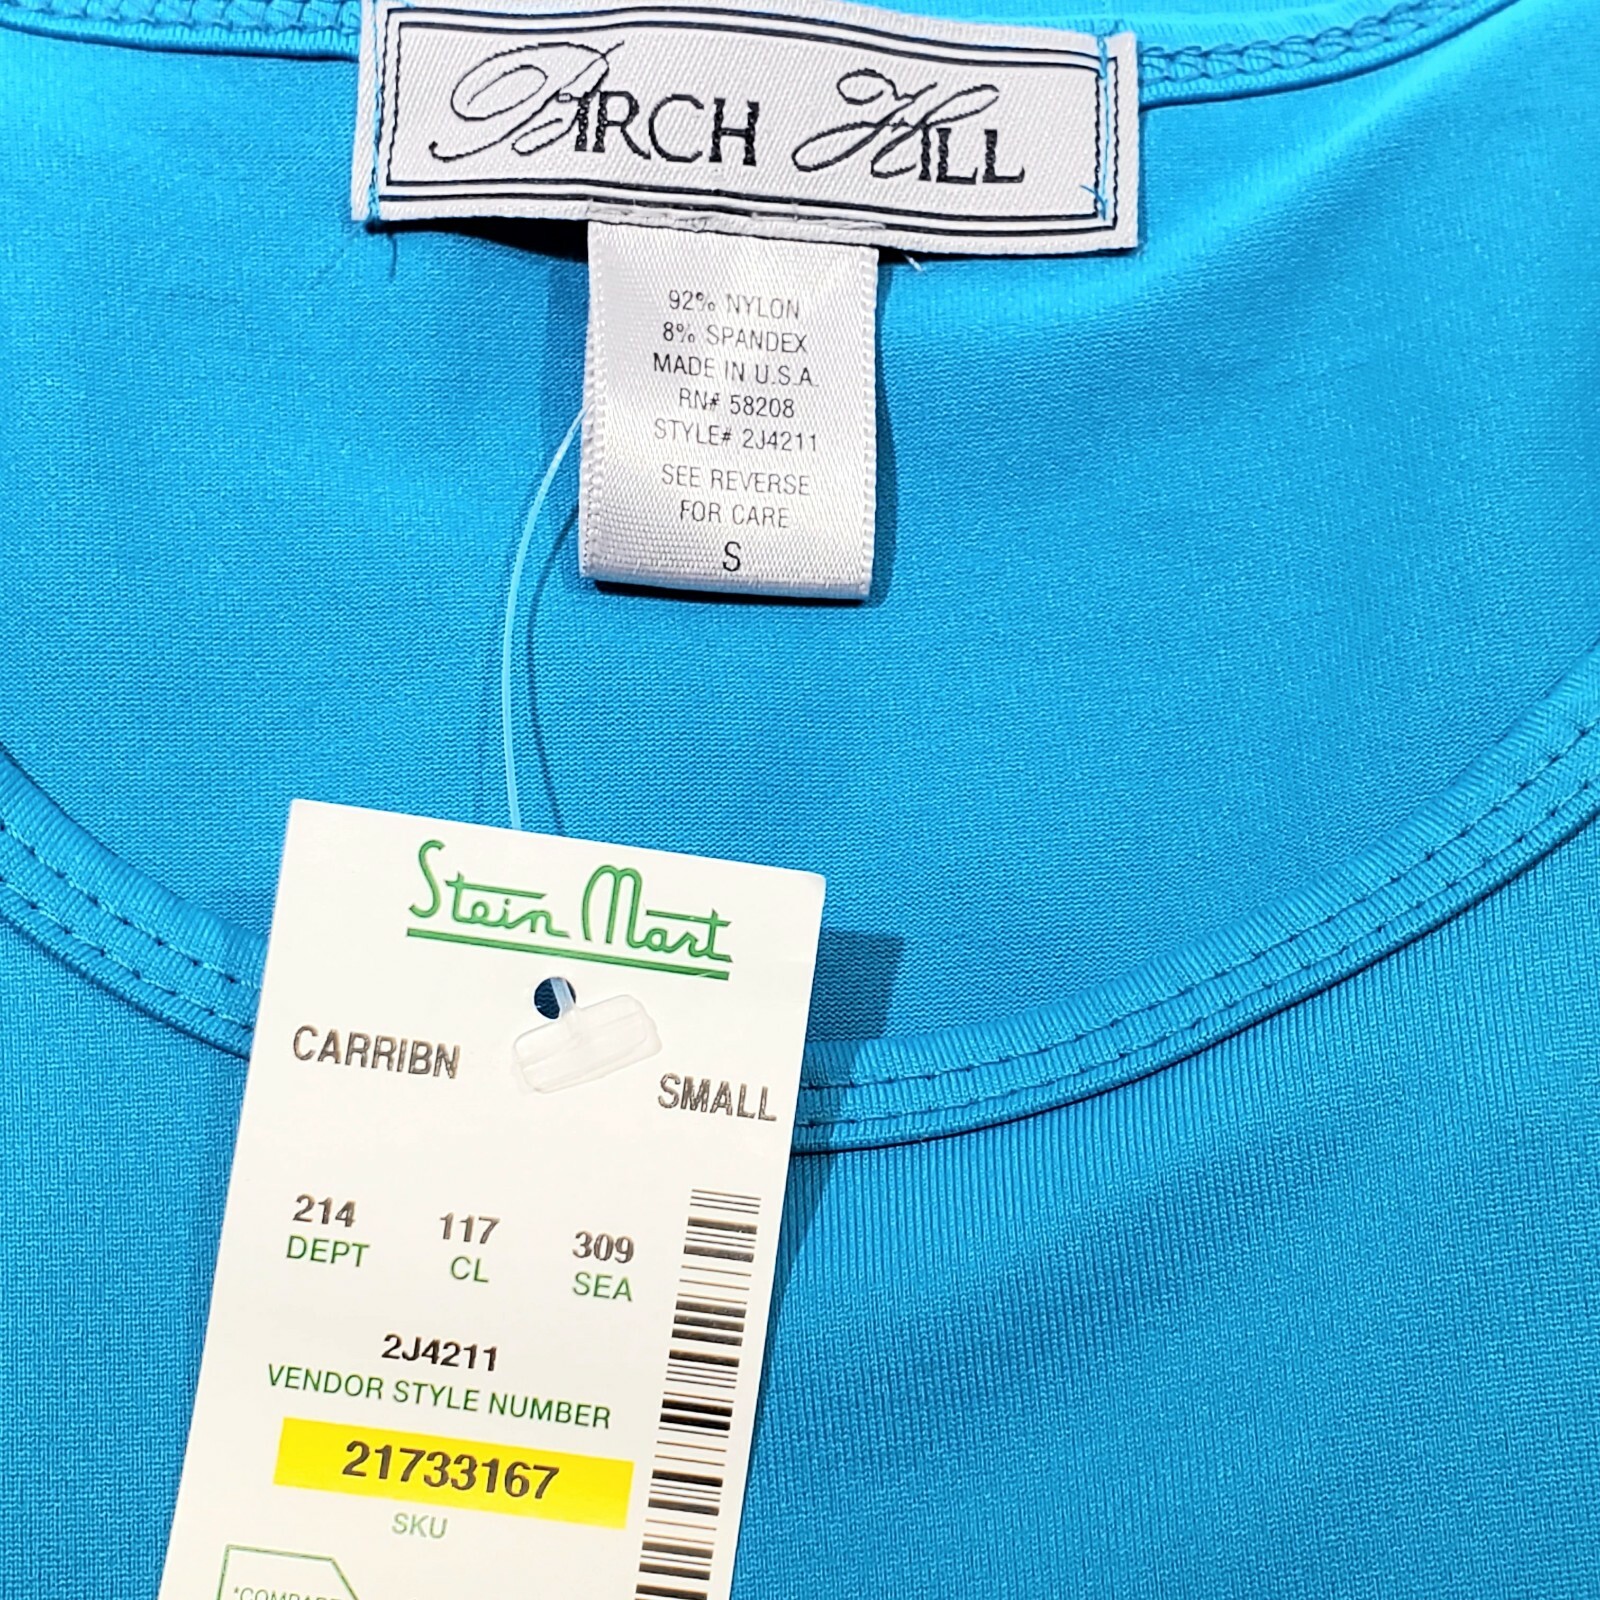 BIRCH HILL
92% NYLON
8% SPANDEX
MADE IN U.S.A.
RN# 58208
STYLE# 2J4211
SEE REVERSE
FOR CARE
S
Stein Mart
CARRIBN
SMALL
214 117 309
DEPT CL SEA
2J4211
VENDOR STYLE NUMBER
21733167
SKU